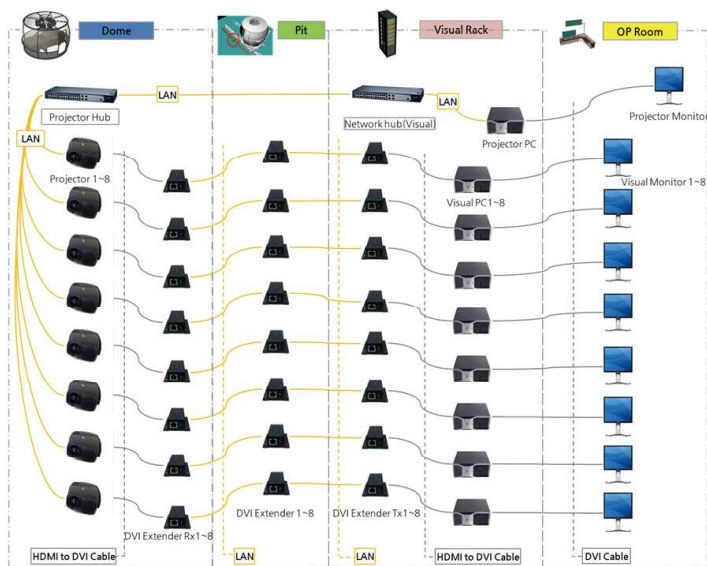 Dome
Pit
Visual Rack
OP Room
LAN
LAN
Projector Hub
Network hub(Visual)
Projector PC
Projector Monitor
LAN
Projector 1~8
Visual PC1~8
Visual Monitor 1~8
DVI Extender Rx1~8
DVI Extender 1~8
DVI Extender Tx1~8
HDMI to DVI Cable
LAN
LAN
HDMI to DVI Cable
DVI Cable